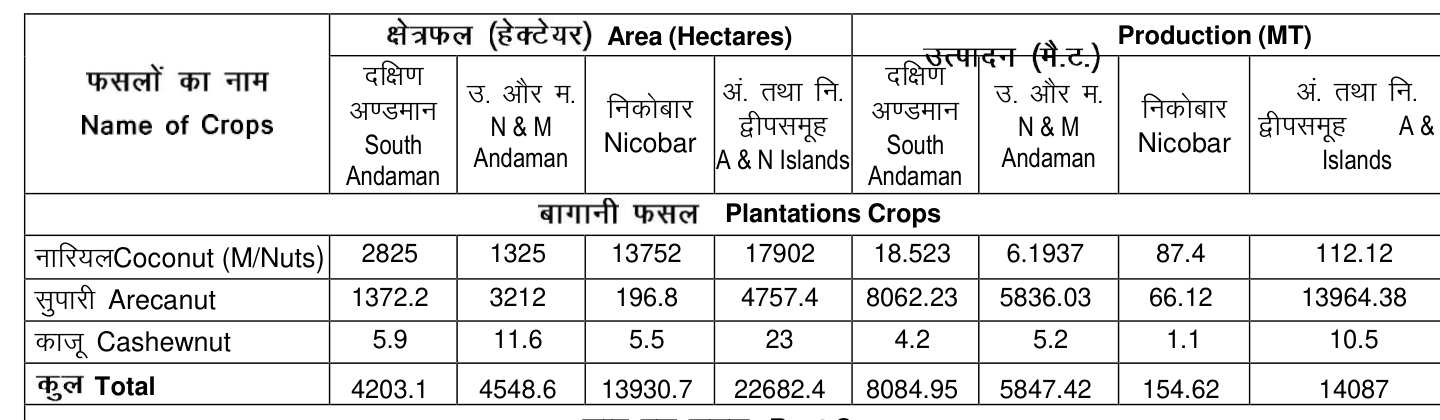 क्षेत्रफल (हेक्टेयर) Area (Hectares) उत्पादन (मै.ट.) Production (MT)
फसलों का नाम
Name of Crops
दक्षिण
अण्डमान
South
Andaman
उ. और म.
N & M
Andaman
निकोबार
Nicobar
अं. तथा नि.
द्वीपसमूह
A & N Islands
दक्षिण
अण्डमान
South
Andaman
उ. और म.
N & M
Andaman
निकोबार
Nicobar
अं. तथा नि.
द्वीपसमूह A &
Islands
बागानी फसल Plantations Crops
नारियलCoconut (M/Nuts) 2825 1325 13752 17902 18.523 6.1937 87.4 112.12
सुपारी Arecanut 1372.2 3212 196.8 4757.4 8062.23 5836.03 66.12 13964.38
काजू Cashewnut 5.9 11.6 5.5 23 4.2 5.2 1.1 10.5
कुल Total 4203.1 4548.6 13930.7 22682.4 8084.95 5847.42 154.62 14087